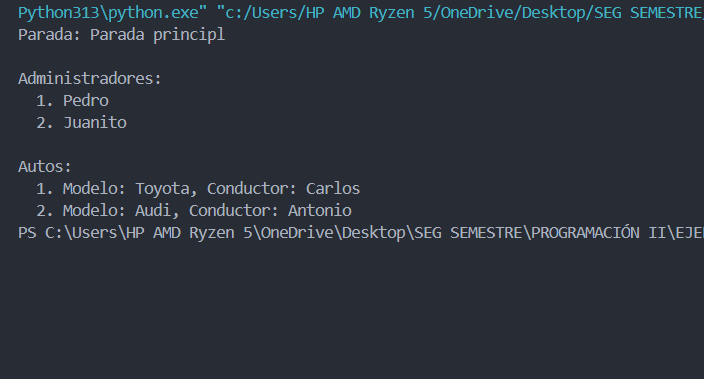 Python313\python.exe" "c:/Users/HP AMD Ryzen 5/OneDrive/Desktop/SEG SEMESTRE
Parada: Parada principl
Administradores:
1. Pedro
2. Juanito
Autos:
1. Modelo: Toyota, Conductor: Carlos
2. Modelo: Audi, Conductor: Antonio
PS C:\Users\HP AMD Ryzen 5\OneDrive\Desktop\SEG SEMESTRE\PROGRAMACIÓN II\EJE